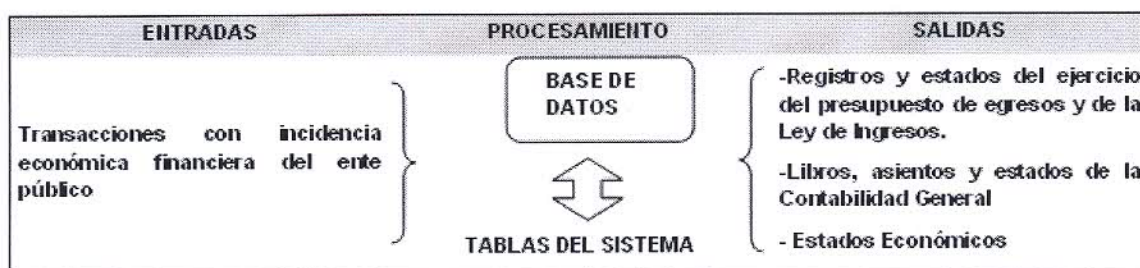 ENTRADAS PROCESAMIENTO SALIDAS
Transacciones con incidencia
económica financiera del ente
público
BASE DE
DATOS
TABLAS DEL SISTEMA
-Registros y estados del ejercicio
del presupuesto de egresos y de la
Ley de Ingresos.
-Libros, asientos y estados de la
Contabilidad General
- Estados Económicos